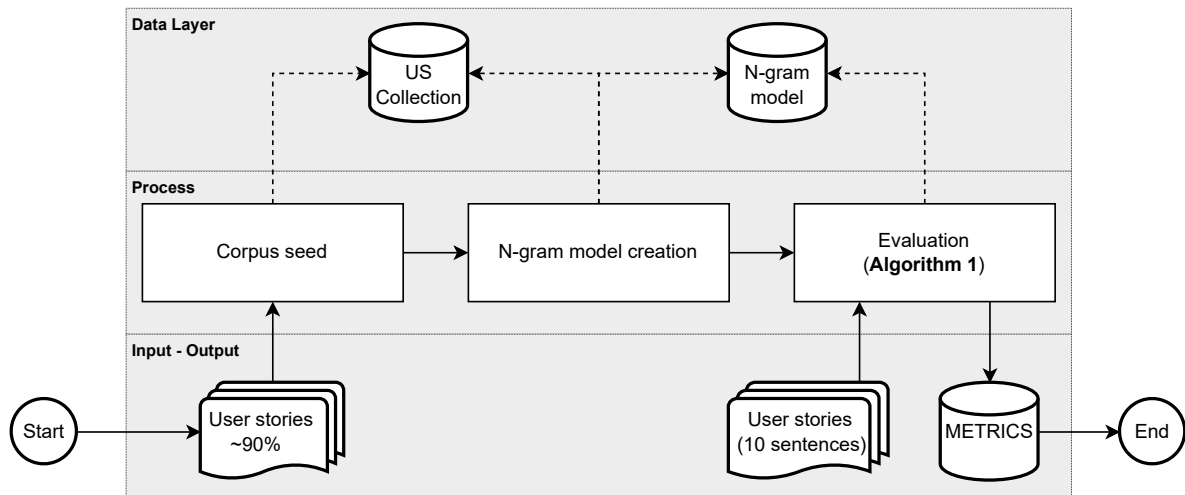 Data Layer
US
Collection
N-gram
model
Process
Corpus seed
N-gram model creation
Evaluation
(Algorithm 1)
Input - Output
Start
User stories
~90%
User stories
(10 sentences)
METRICS
End